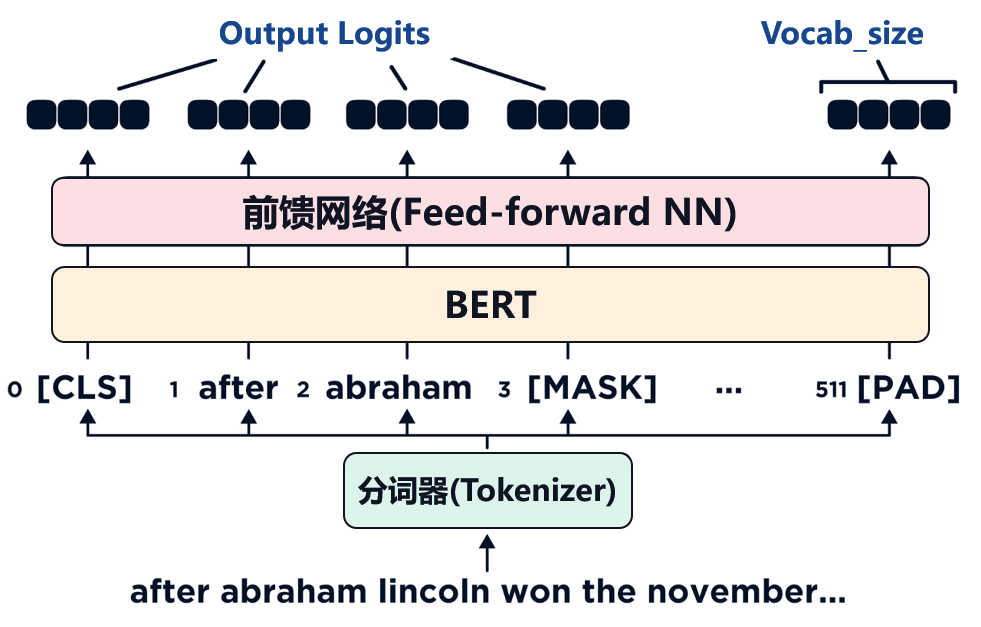 Output Logits
Vocab_size
前馈网络(Feed-forward NN)
BERT
0 [CLS] 1 after 2 abraham 3 [MASK] ... 511 [PAD]
分词器(Tokenizer)
after abraham lincoln won the november...